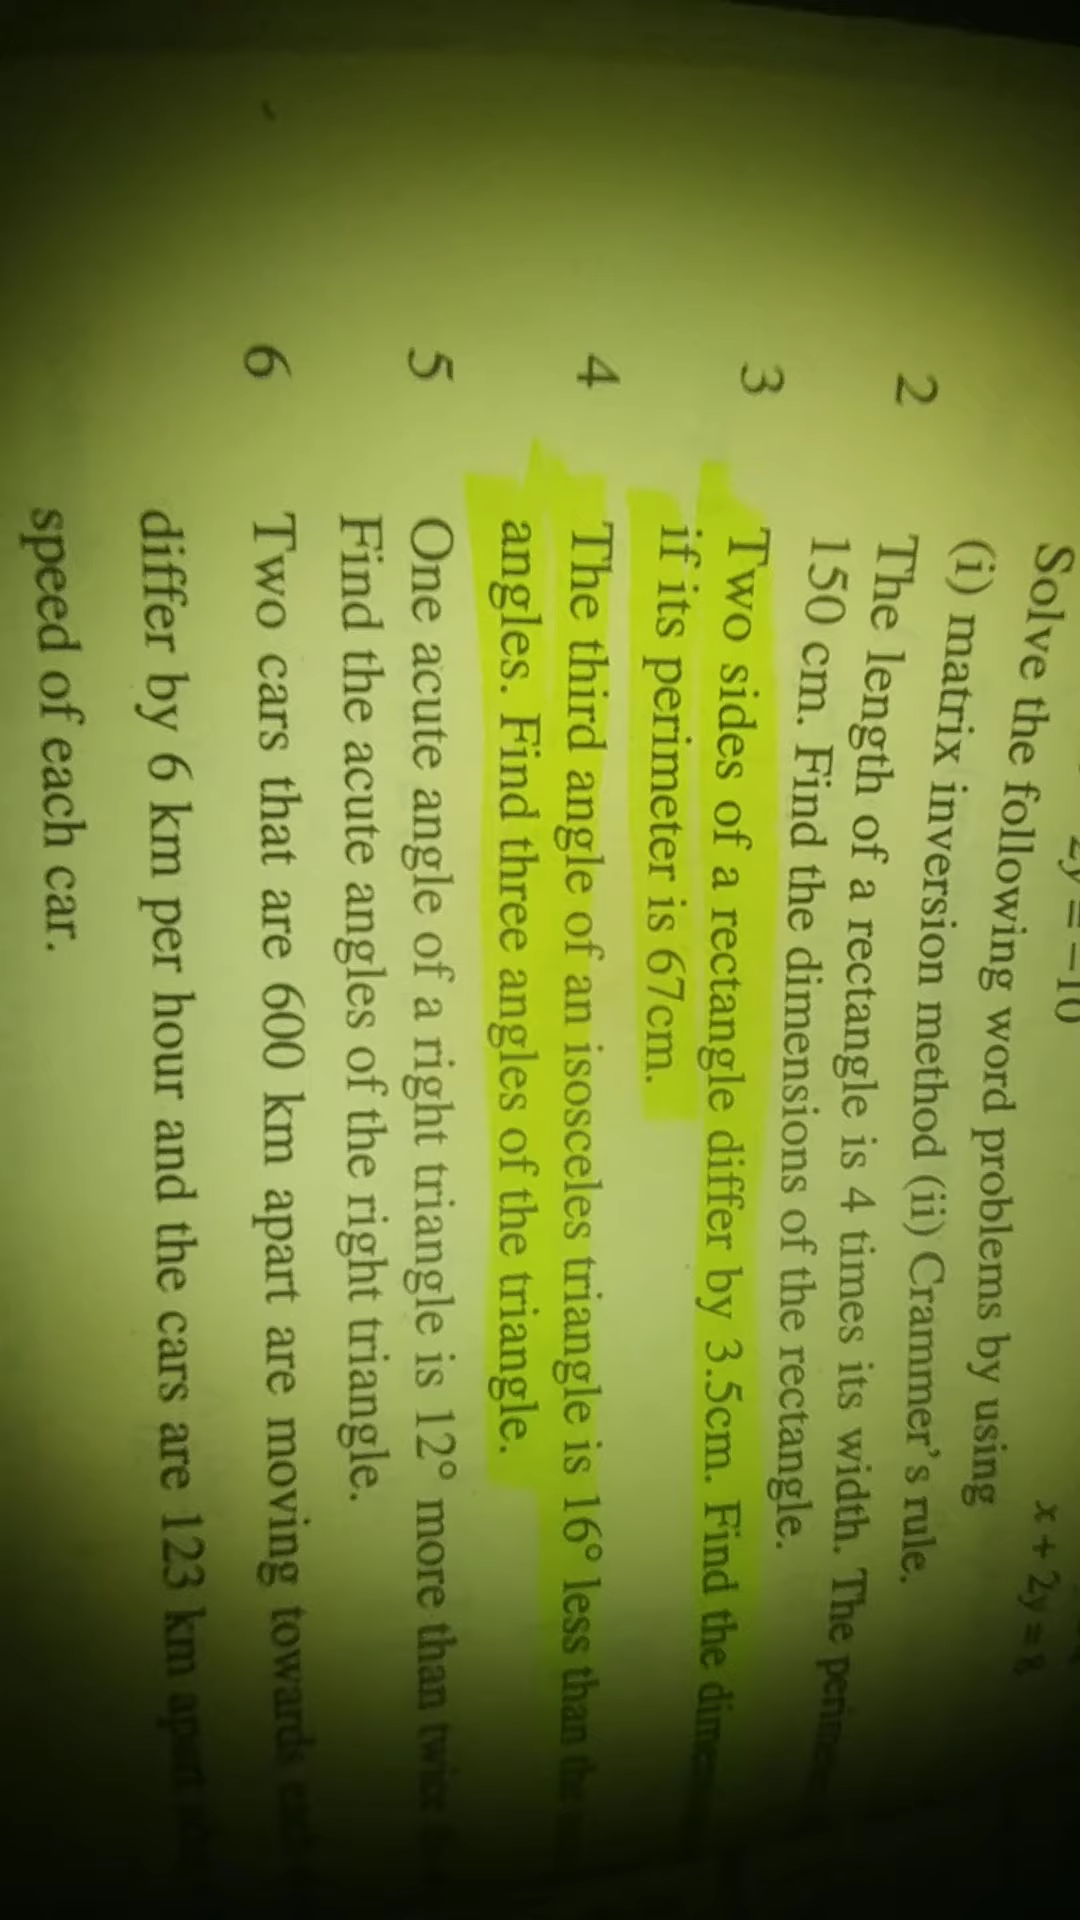 2y = -10
x + 2y = 8
Solve the following word problems by using
(i) matrix inversion method (ii) Crammer's rule.
2 The length of a rectangle is 4 times its width. The
150 cm. Find the dimensions of the rectangle.
3 Two sides of a rectangle differ by 3.5cm. Find the
if its perimeter is 67cm.
4 The third angle of an isosceles triangle is 16° less than the
angles. Find three angles of the triangle.
5 One acute angle of a right triangle is 12° more than twice
Find the acute angles of the right triangle.
6 Two cars that are 600 km apart are moving towards
differ by 6 km per hour and the cars are 123 km apart
speed of each car.